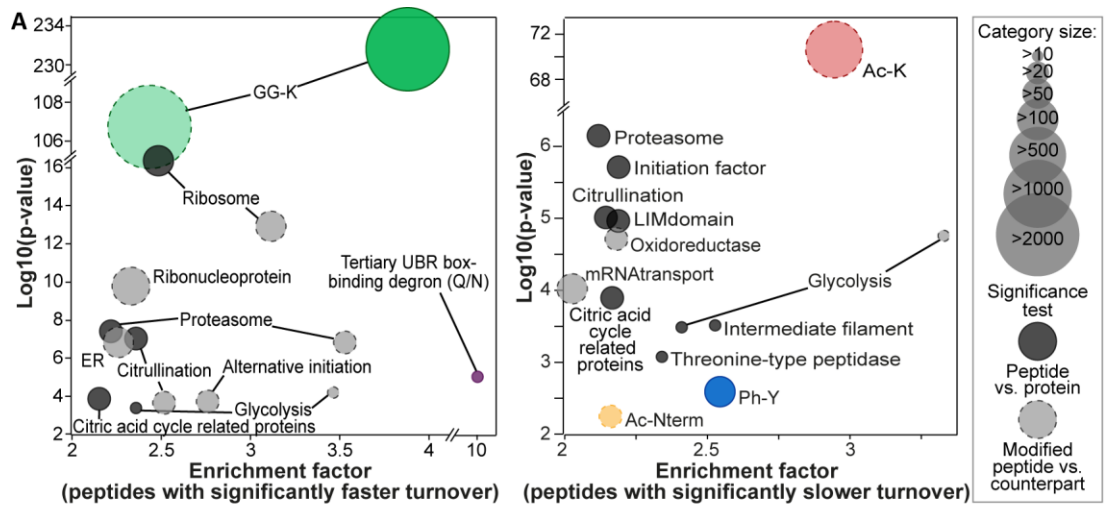 A
234
230
108
106
16
14
12
10
8
6
4
2
Log10(p-value)
GG-K
Ribosome
Ribonucleoprotein
Tertiary UBR box-
binding degron (Q/N)
Proteasome
ER
Citrullination
Alternative initiation
Glycolysis
Citric acid cycle related proteins
2
2.5
3
3.5
4
10
Enrichment factor
(peptides with significantly faster turnover)
72
68
6
5
4
3
2
Log10(p-value)
Ac-K
Proteasome
Initiation factor
Citrullination
LIMdomain
Oxidoreductase
mRNAtransport
Glycolysis
Citric acid
cycle
related
proteins
Intermediate filament
Threonine-type peptidase
Ph-Y
Ac-Nterm
2
2.5
3
Enrichment factor
(peptides with significantly slower turnover)
Category size:
>10
>20
>50
>100
>500
>1000
>2000
Significance
test
Peptide
vs. protein
Modified
peptide vs.
counterpart